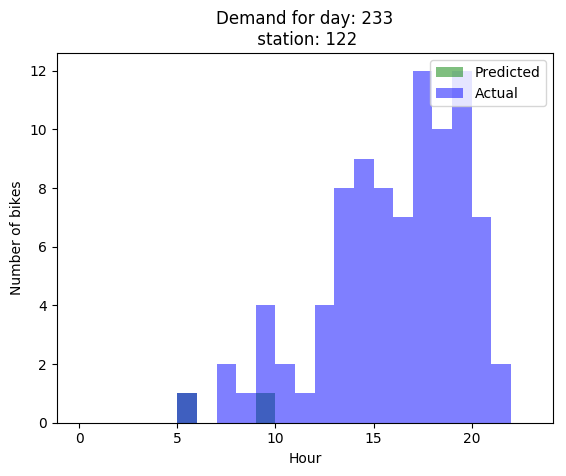 Demand for day: 233
station: 122
Predicted
Actual
Number of bikes
12
10
8
6
4
2
0
0 5 10 15 20
Hour